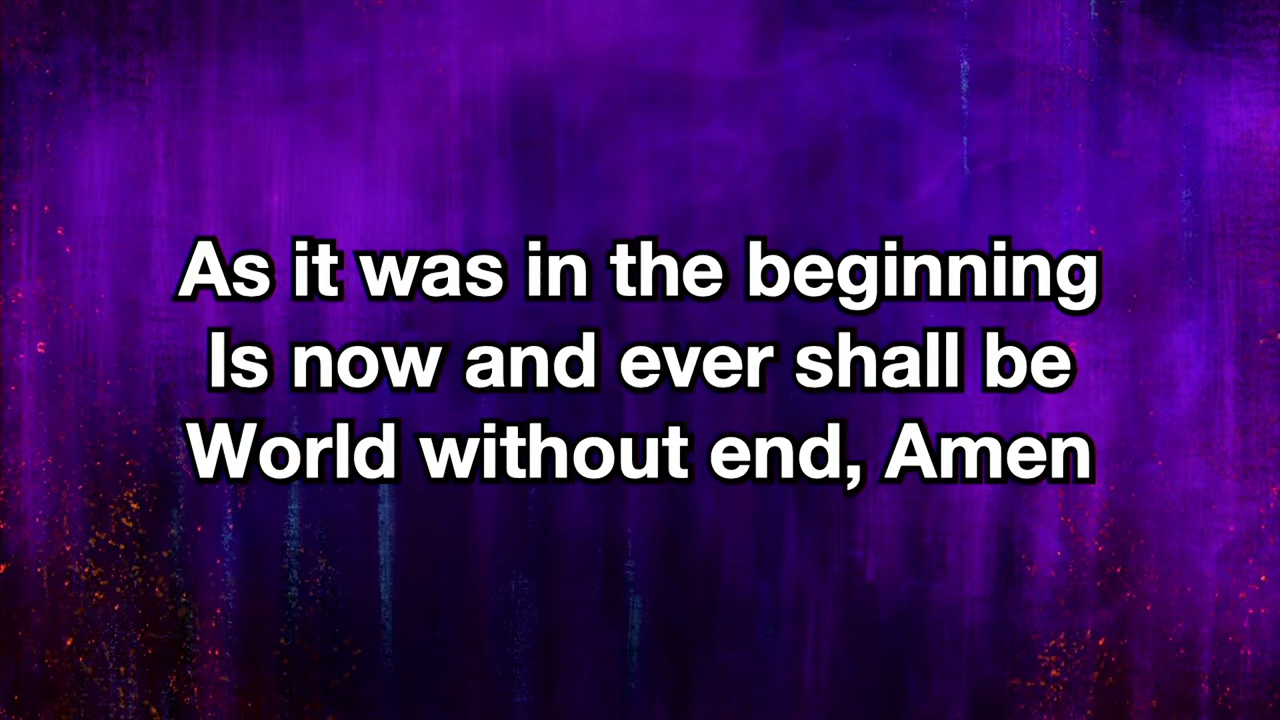 As it was in the beginning
Is now and ever shall be
World without end, Amen